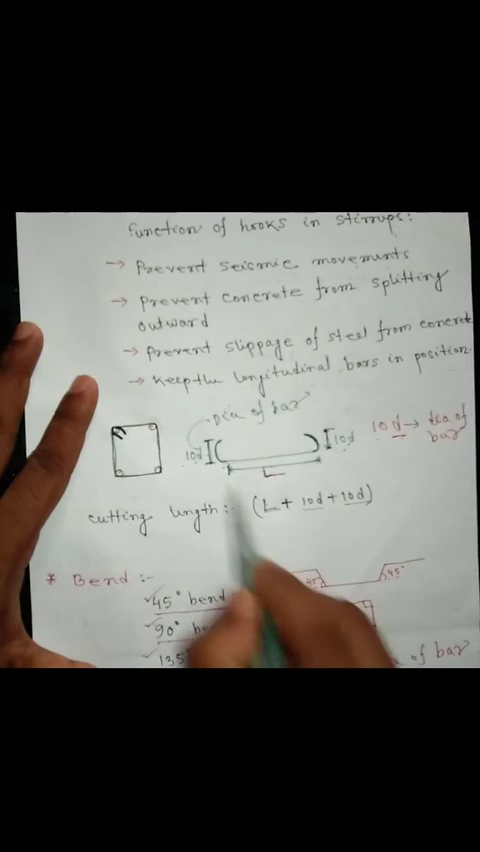 Function of hooks in stirrups:
→ Prevent seismic movements
→ Prevent concrete from splitting
outward
→ Prevent slippage of steel from concrete
→ Keep the longitudinal bars in position.
Dia of bar
10d 10d 10d → dia of
bar
L
cutting length:- (L + 10d + 10d)
* Bend :-
45° bend 45° 45°
90° be
135
of bar